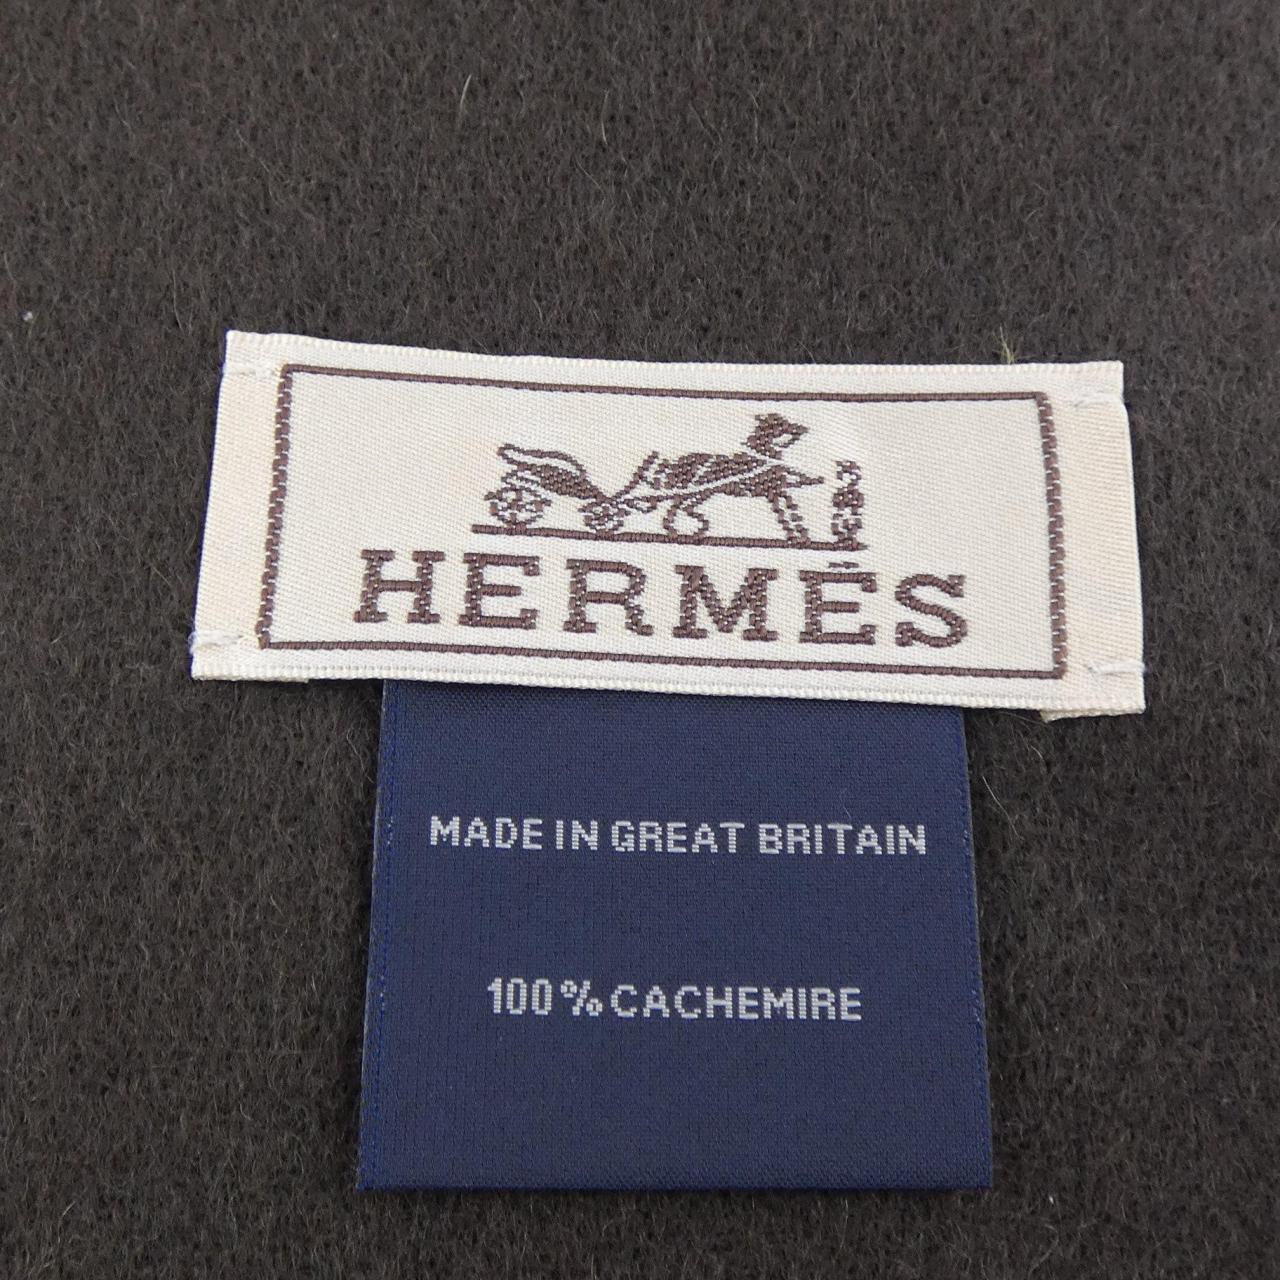 HERMÈS
MADE IN GREAT BRITAIN
100% CACHEMIRE